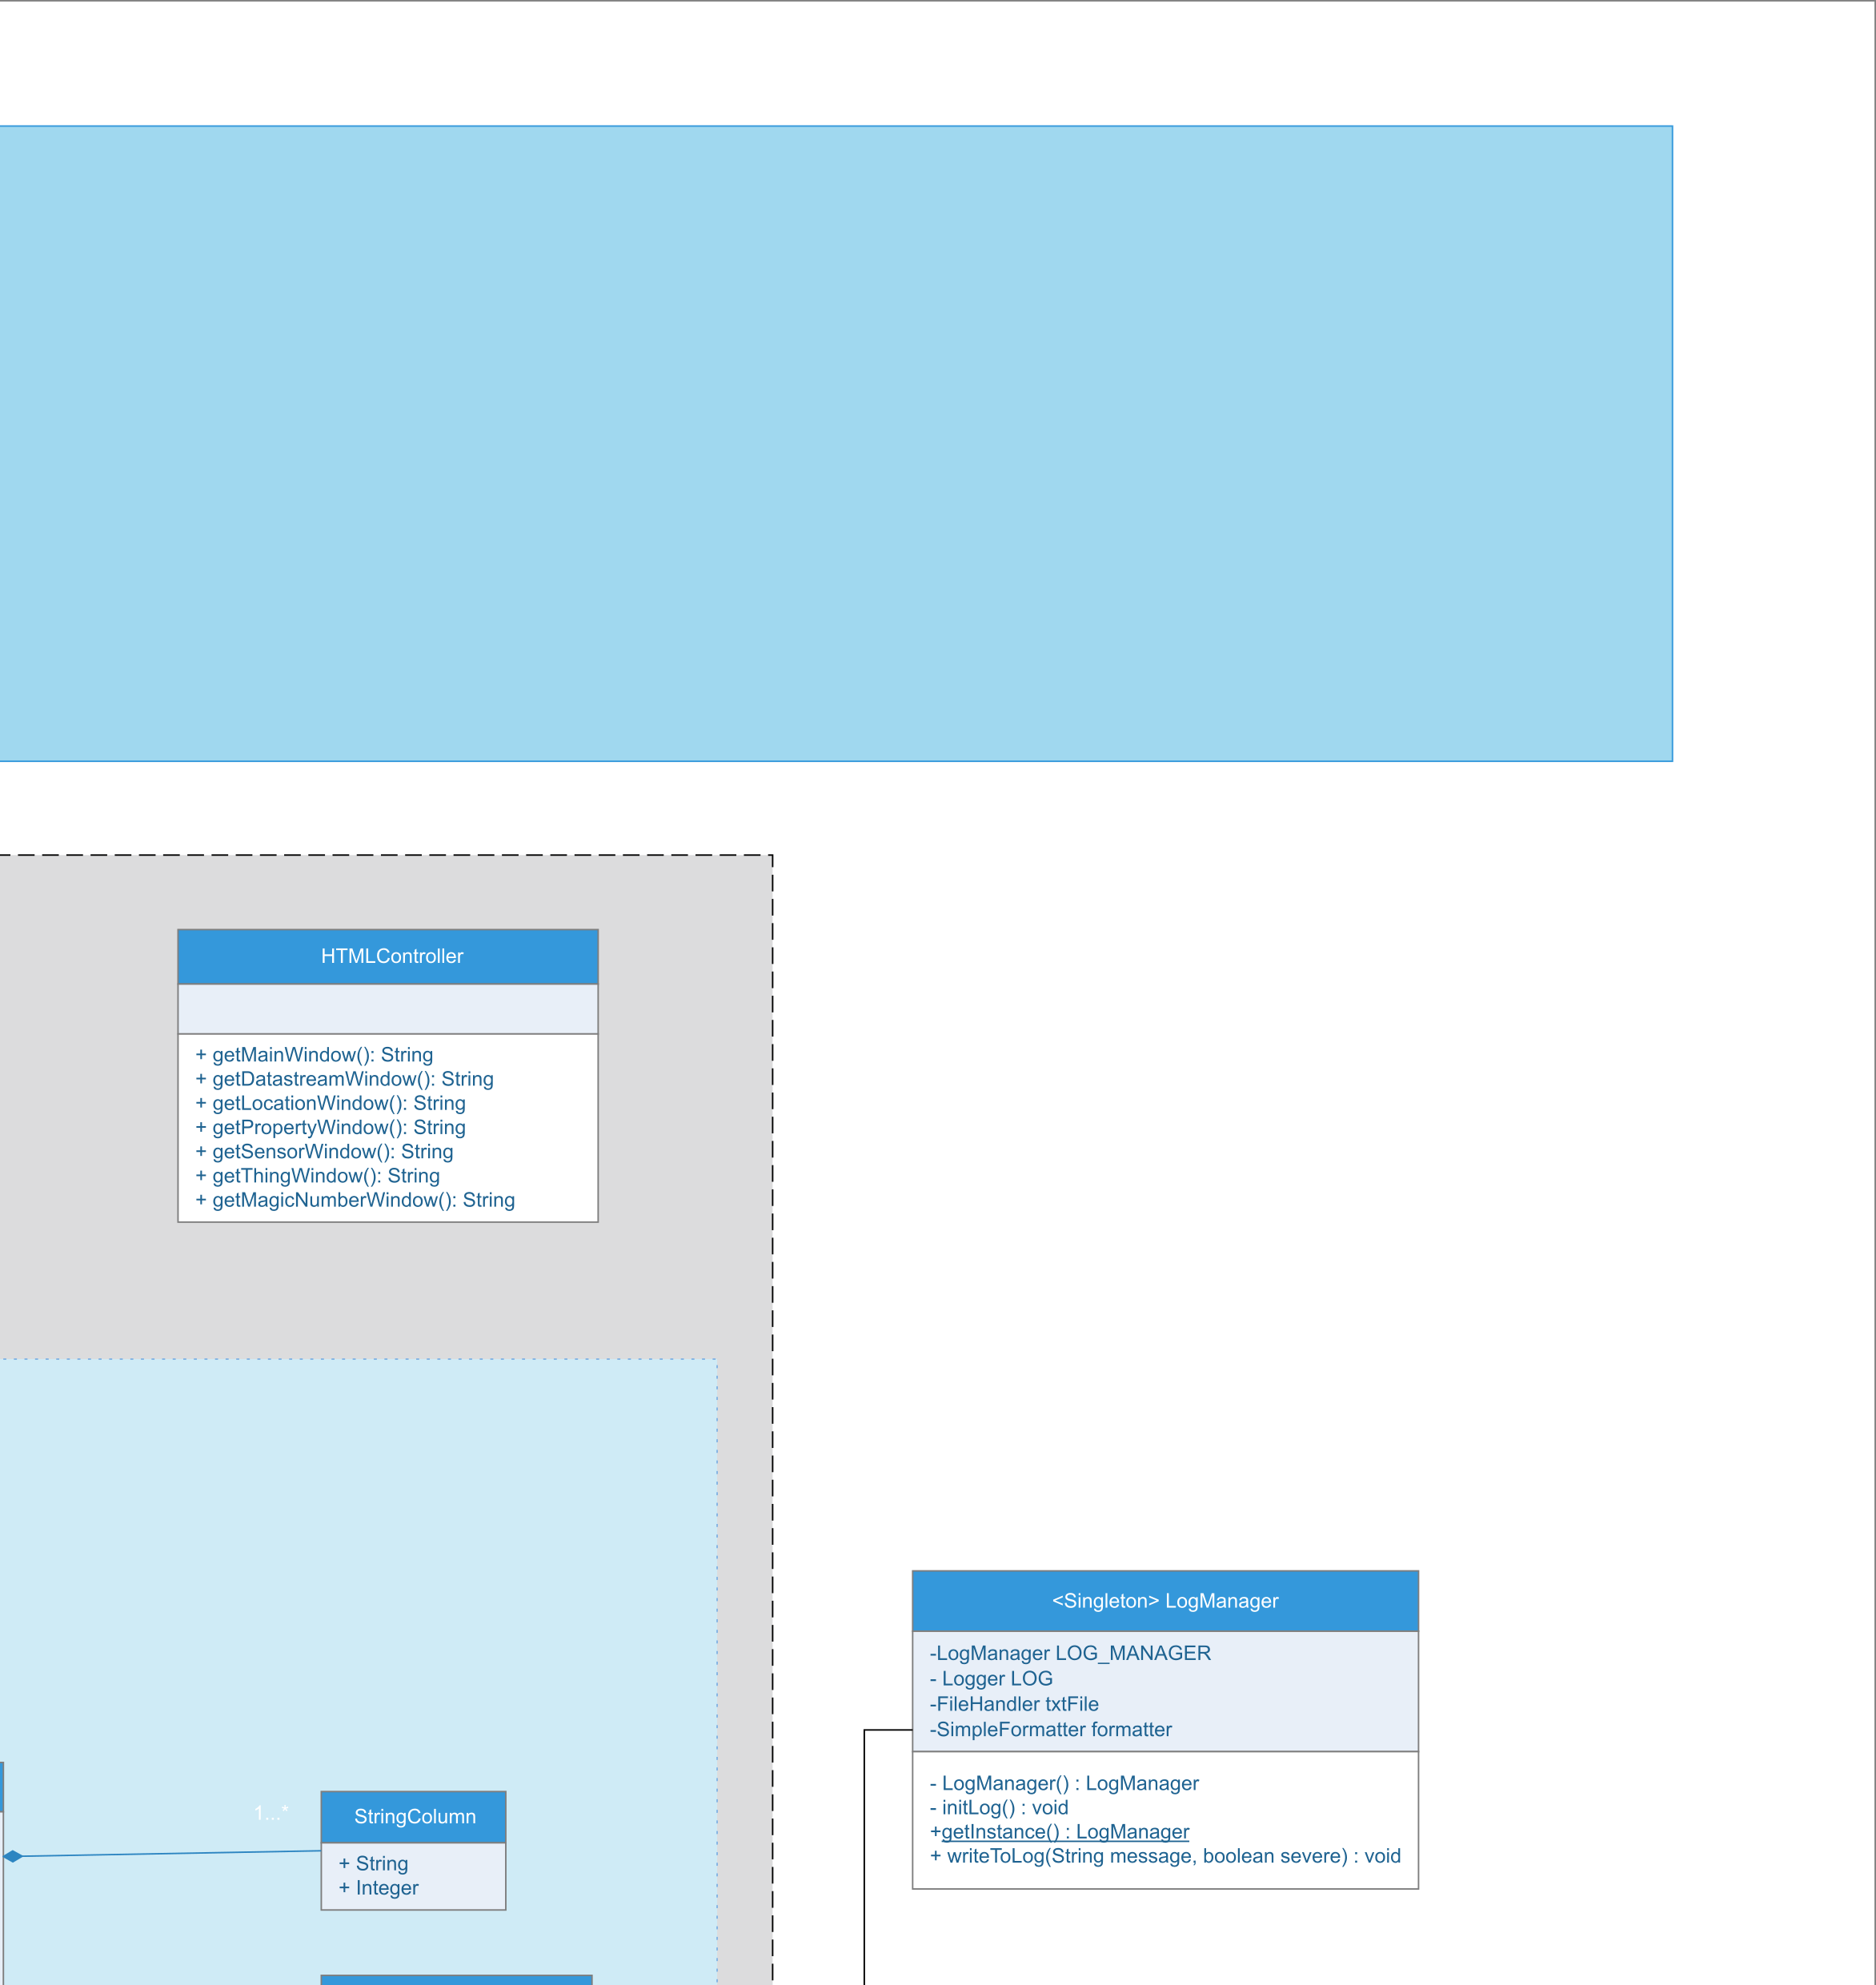 HTMLController
+ getMainWindow(): String
+ getDatastreamWindow(): String
+ getLocationWindow(): String
+ getPropertyWindow(): String
+ getSensorWindow(): String
+ getThingWindow(): String
+ getMagicNumberWindow(): String
<Singleton> LogManager
-LogManager LOG_MANAGER
- Logger LOG
-FileHandler txtFile
-SimpleFormatter formatter
- LogManager() : LogManager
- initLog() : void
+getInstance() : LogManager
+ writeToLog(String message, boolean severe) : void
1...*
StringColumn
+ String
+ Integer